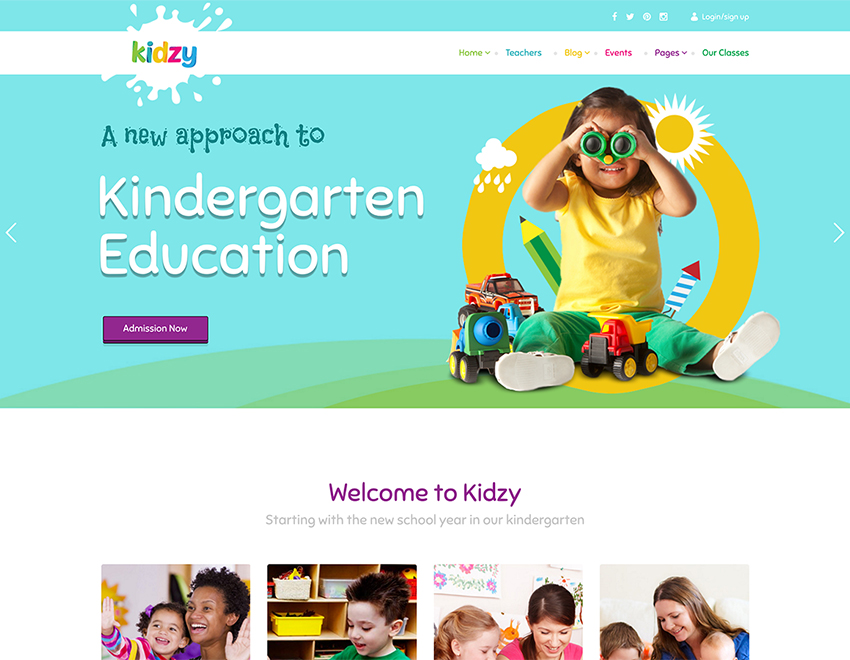 Login/sign up
kidzy
Home
Teachers
Blog
Events
Pages
Our Classes
A new approach to
Kindergarten
Education
Admission Now
Welcome to Kidzy
Starting with the new school year in our kindergarten